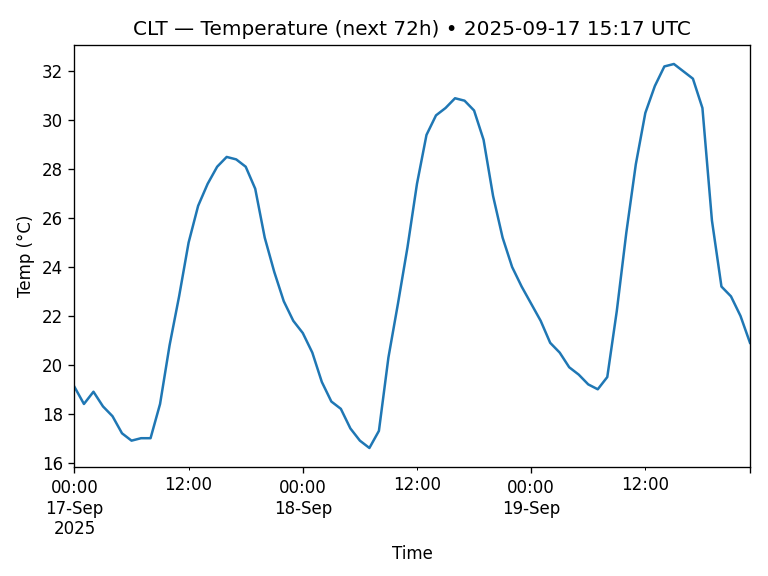 CLT — Temperature (next 72h) • 2025-09-17 15:17 UTC
Temp (°C)
32
30
28
26
24
22
20
18
16
00:00 12:00 00:00 12:00 00:00 12:00
17-Sep 18-Sep 19-Sep
2025
Time